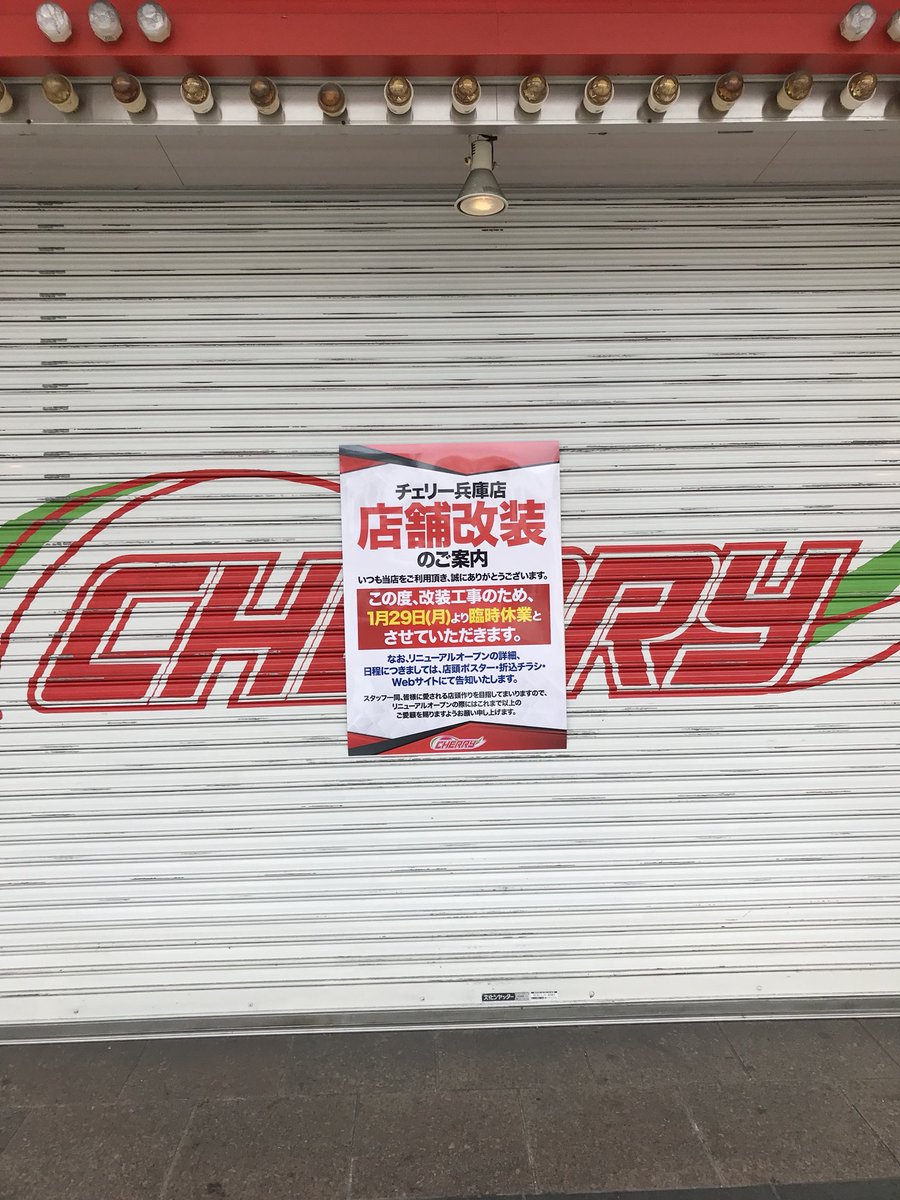 チェリー兵庫店
店舗改装
のご案内
いつも当店をご利用頂き、誠にありがとうございます。
この度、改装工事のため、
1月29日(月)より臨時休業と
させていただきます。
なお、リニューアルオープンの詳細、
日程につきましては、店頭ポスター・折込チラシ・
Webサイトにて告知いたします。
スタッフ一同、皆様に愛される店頭作りを目指してまいりますので、
リニューアルオープンの際にはこれまで以上の
ご愛顧を賜りますようお願い申し上げます。
CHERRY
CHERRY
文化シヤッター